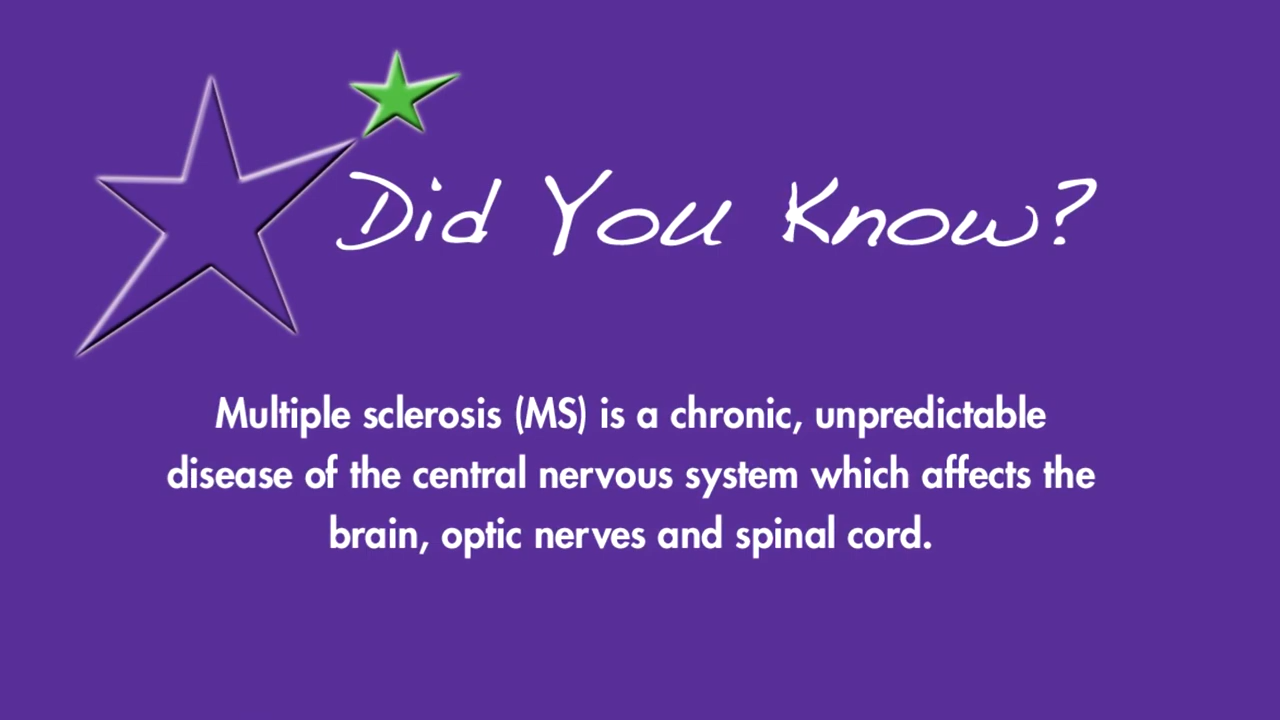 Did You Know?
Multiple sclerosis (MS) is a chronic, unpredictable
disease of the central nervous system which affects the
brain, optic nerves and spinal cord.